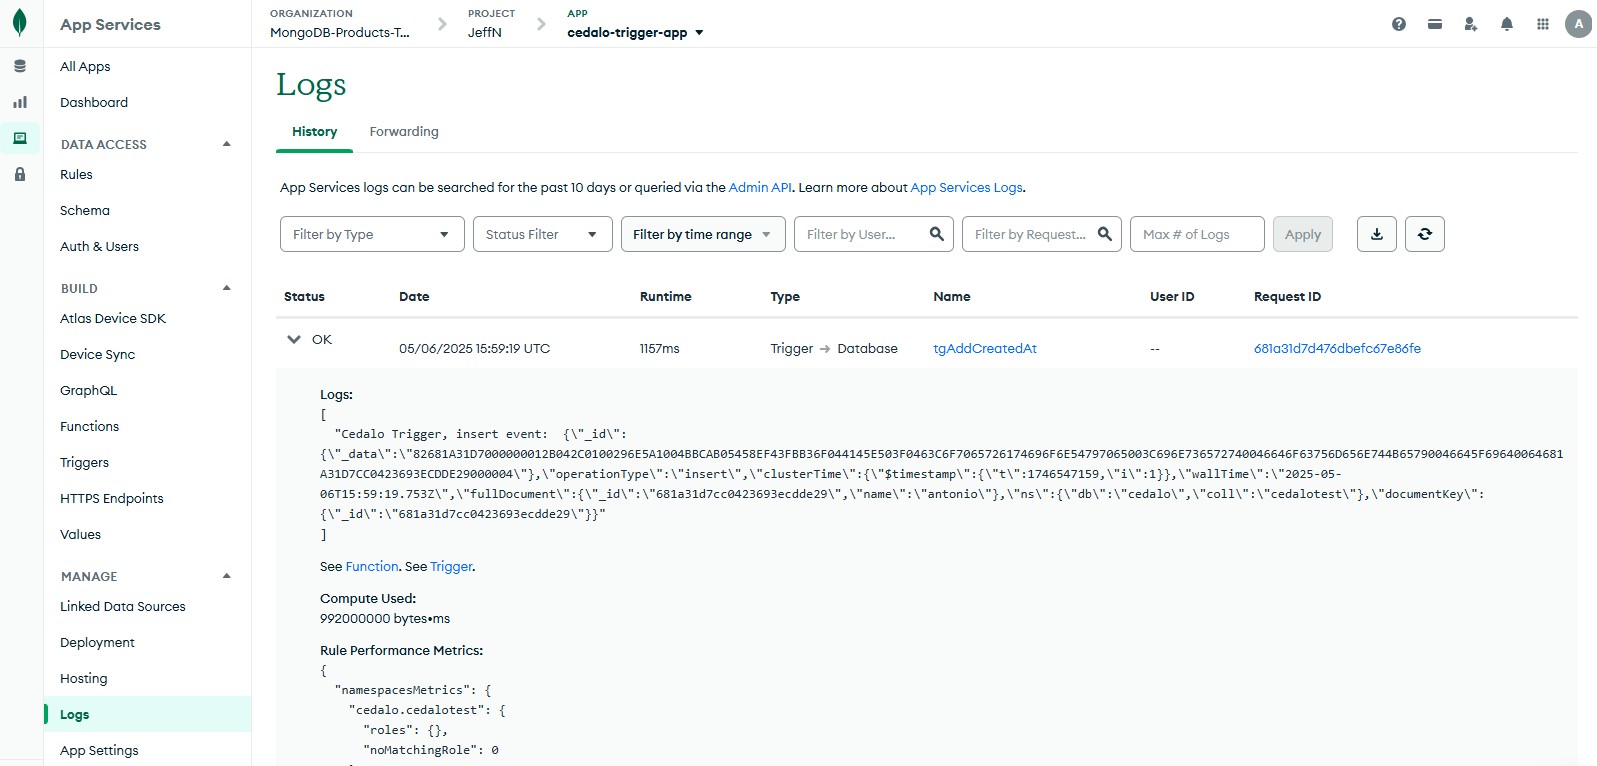 App Services
ORGANIZATION
MongoDB-Products-T...
PROJECT
JeffN
APP
cedalo-trigger-app
A
All Apps
Dashboard
DATA ACCESS
Rules
Schema
Auth & Users
BUILD
Atlas Device SDK
Device Sync
GraphQL
Functions
Triggers
HTTPS Endpoints
Values
MANAGE
Linked Data Sources
Deployment
Hosting
Logs
App Settings
Logs
History
Forwarding
App Services logs can be searched for the past 10 days or queried via the Admin API. Learn more about App Services Logs.
Filter by Type
Status Filter
Filter by time range
Filter by User...
Filter by Request...
Max # of Logs
Apply
Status Date Runtime Type Name User ID Request ID
OK 05/06/2025 15:59:19 UTC 1157ms Trigger → Database tgAddCreatedAt -- 681a31d7d476dbefc67e86fe
Logs:
[
"Cedalo Trigger, insert event:  {\"_id\":
{\"_data\":\"82681A31D7000000012B042C0100296E5A1004BBCAB05458EF43FBB36F044145E503F0463C6F7065726174696F6E54797065003C696E736572740046646F63756D656E744B65790046645F69640064681
A31D7CC0423693ECDDE29000004\"},\"operationType\":\"insert\",\"clusterTime\":{\"$timestamp\":{\"t\":1746547159,\"i\":1}},\"wallTime\":\"2025-05-
06T15:59:19.753Z\",\"fullDocument\":{\"_id\":\"681a31d7cc0423693ecdde29\",\"name\":\"antonio\"},\"ns\":{\"db\":\"cedalo\",\"coll\":\"cedalotest\"},\"documentKey\":
{\"_id\":\"681a31d7cc0423693ecdde29\"}}"
]
See Function. See Trigger.
Compute Used:
992000000 bytes•ms
Rule Performance Metrics:
{
"namespacesMetrics": {
"cedalo.cedalotest": {
"roles": {},
"noMatchingRole": 0